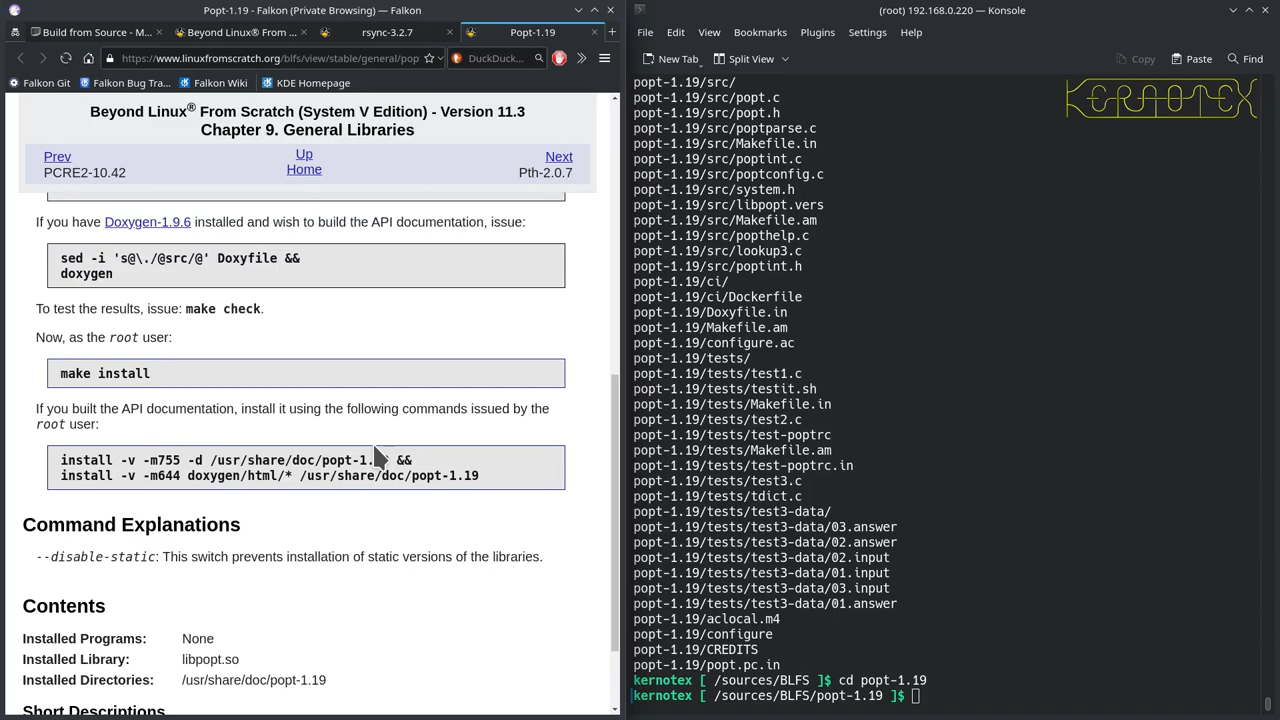 Popt-1.19 - Falkon (Private Browsing) — Falkon
Build from Source - M...
Beyond Linux® From ...
rsync-3.2.7
Popt-1.19
https://www.linuxfromscratch.org/blfs/view/stable/general/pop
DuckDuc...
Falkon Git
Falkon Bug Tra...
Falkon Wiki
KDE Homepage
Beyond Linux® From Scratch (System V Edition) - Version 11.3
Chapter 9. General Libraries
Prev
Up
Next
PCRE2-10.42
Home
Pth-2.0.7
If you have Doxygen-1.9.6 installed and wish to build the API documentation, issue:
sed -i 's@\./@src/@' Doxyfile &&
doxygen
To test the results, issue: make check.
Now, as the root user:
make install
If you built the API documentation, install it using the following commands issued by the
root user:
install -v -m755 -d /usr/share/doc/popt-1. &&
install -v -m644 doxygen/html/* /usr/share/doc/popt-1.19
Command Explanations
--disable-static: This switch prevents installation of static versions of the libraries.
Contents
Installed Programs: None
Installed Library: libpopt.so
Installed Directories: /usr/share/doc/popt-1.19
Short Descriptions
(root) 192.168.0.220 — Konsole
File Edit View Bookmarks Plugins Settings Help
New Tab
Split View
Copy
Paste
Find
KERNOTEX
popt-1.19/src/
popt-1.19/src/popt.c
popt-1.19/src/popt.h
popt-1.19/src/poptparse.c
popt-1.19/src/Makefile.in
popt-1.19/src/poptint.c
popt-1.19/src/poptconfig.c
popt-1.19/src/system.h
popt-1.19/src/libpopt.vers
popt-1.19/src/Makefile.am
popt-1.19/src/popthelp.c
popt-1.19/src/lookup3.c
popt-1.19/src/poptint.h
popt-1.19/ci/
popt-1.19/ci/Dockerfile
popt-1.19/Doxyfile.in
popt-1.19/Makefile.am
popt-1.19/configure.ac
popt-1.19/tests/
popt-1.19/tests/test1.c
popt-1.19/tests/testit.sh
popt-1.19/tests/Makefile.in
popt-1.19/tests/test2.c
popt-1.19/tests/test-poptrc
popt-1.19/tests/Makefile.am
popt-1.19/tests/test-poptrc.in
popt-1.19/tests/test3.c
popt-1.19/tests/tdict.c
popt-1.19/tests/test3-data/
popt-1.19/tests/test3-data/03.answer
popt-1.19/tests/test3-data/02.answer
popt-1.19/tests/test3-data/02.input
popt-1.19/tests/test3-data/01.input
popt-1.19/tests/test3-data/03.input
popt-1.19/tests/test3-data/01.answer
popt-1.19/aclocal.m4
popt-1.19/configure
popt-1.19/CREDITS
popt-1.19/popt.pc.in
kernotex [ /sources/BLFS ]$ cd popt-1.19
kernotex [ /sources/BLFS/popt-1.19 ]$